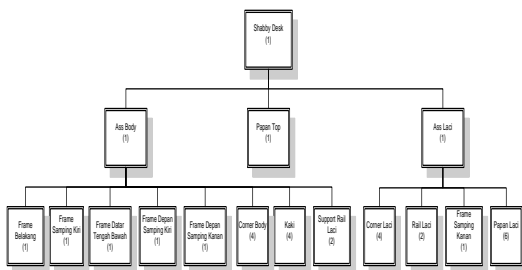 Shabby Desk
(1)
Ass Body
(1)
Papan Top
(1)
Ass Laci
(1)
Frame
Belakang
(1)
Frame
Samping Kiri
(1)
Frame Datar
Tengah Bawah
(1)
Frame Depan
Samping Kiri
(1)
Frame Depan
Samping Kanan
(1)
Corner Body
(4)
Kaki
(4)
Support Rail
Laci
(2)
Corner Laci
(4)
Rail Laci
(2)
Frame
Samping
Kanan
(1)
Papan Laci
(6)